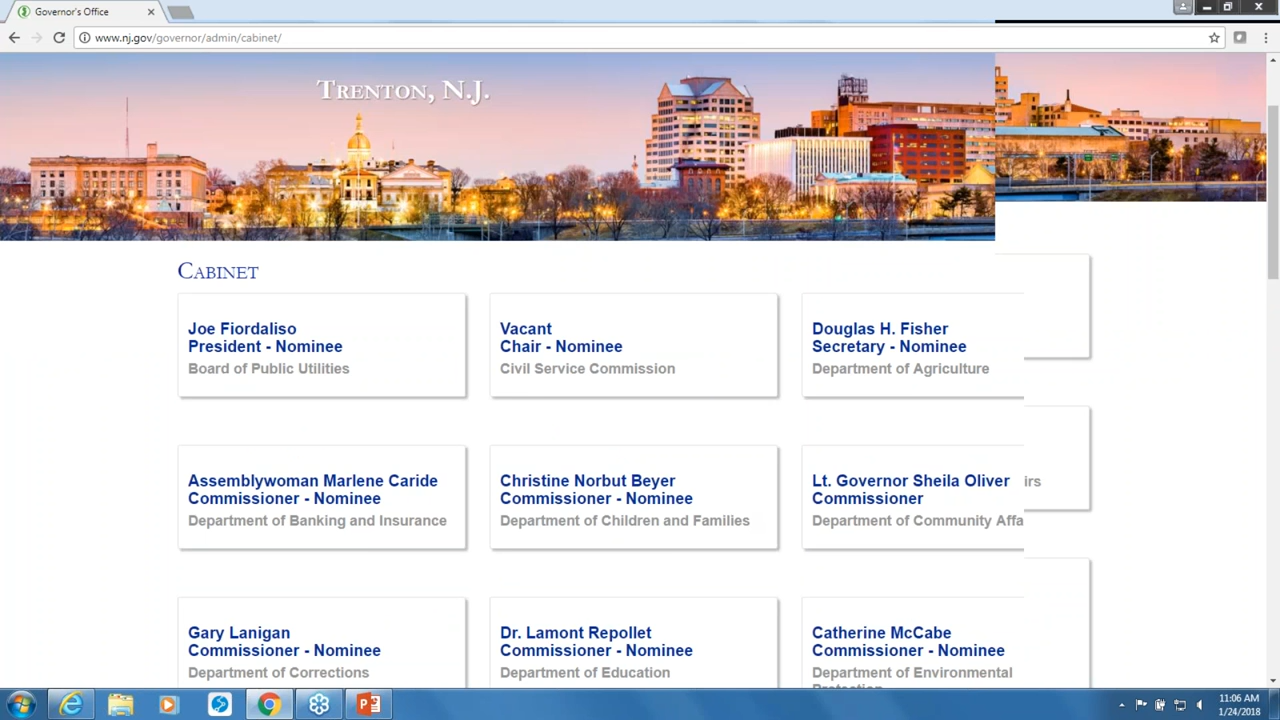 Governor's Office
www.nj.gov/governor/admin/cabinet/
TRENTON, N.J.
CABINET
Joe Fiordaliso
President - Nominee
Board of Public Utilities
Vacant
Chair - Nominee
Civil Service Commission
Douglas H. Fisher
Secretary - Nominee
Department of Agriculture
Assemblywoman Marlene Caride
Commissioner - Nominee
Department of Banking and Insurance
Christine Norbut Beyer
Commissioner - Nominee
Department of Children and Families
Lt. Governor Sheila Oliver
Commissioner
Department of Community Affa
irs
Gary Lanigan
Commissioner - Nominee
Department of Corrections
Dr. Lamont Repollet
Commissioner - Nominee
Department of Education
Catherine McCabe
Commissioner - Nominee
Department of Environmental
Protection
11:06 AM
1/24/2018